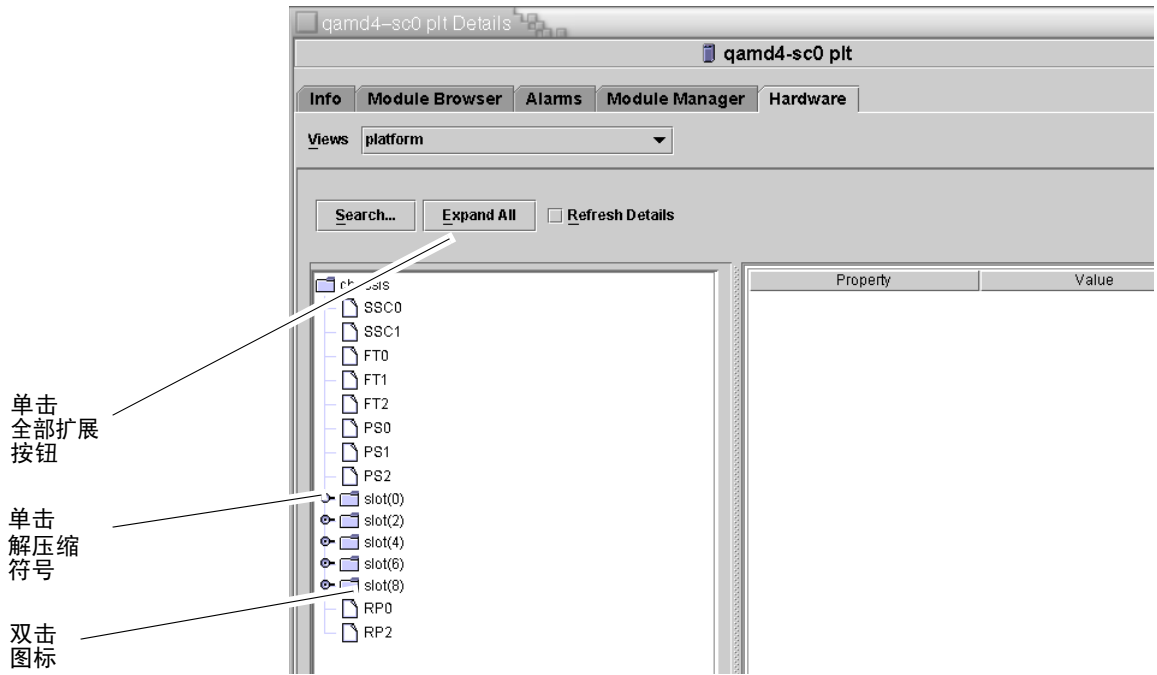 qamd4-sc0 plt Details
qamd4-sc0 plt
Info Module Browser Alarms Module Manager Hardware
Views platform
Search... Expand All Refresh Details
Property Value
SSC0
SSC1
FT0
FT1
FT2
PS0
PS1
PS2
slot(0)
slot(2)
slot(4)
slot(6)
slot(8)
RP0
RP2
单击
全部扩展
按钮
单击
解压缩
符号
双击
图标